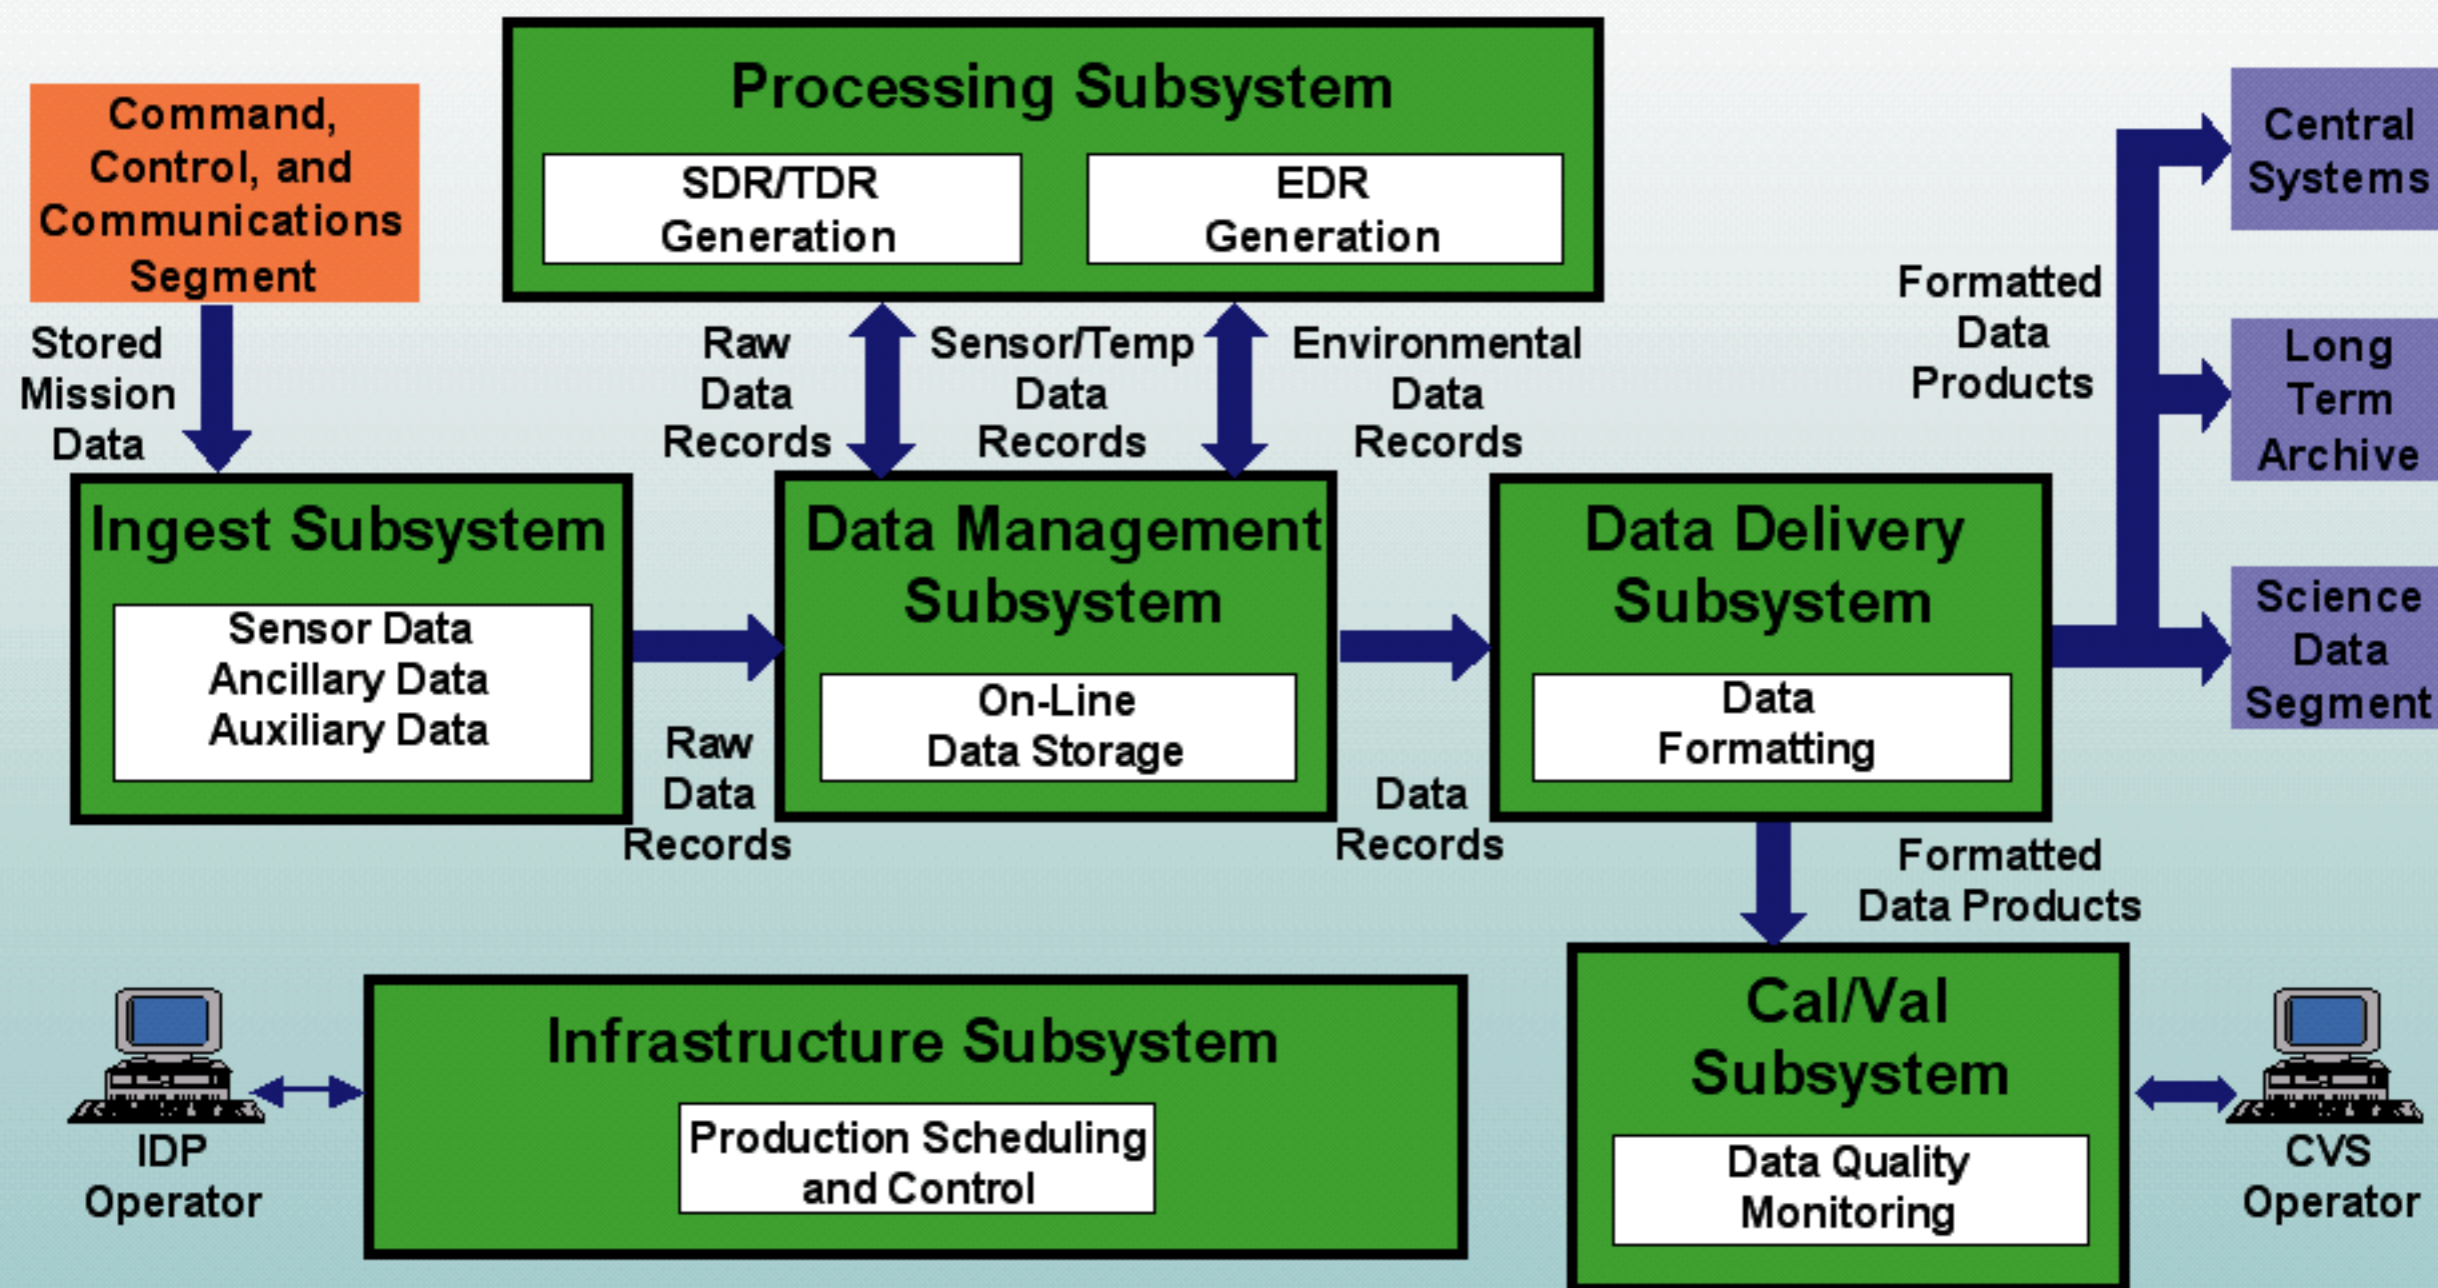 Processing Subsystem
SDR/TDR
Generation
EDR
Generation
Command,
Control, and
Communications
Segment
Central
Systems
Stored
Mission
Data
Raw
Data
Records
Sensor/Temp
Data
Records
Environmental
Data
Records
Formatted
Data
Products
Long
Term
Archive
Ingest Subsystem
Sensor Data
Ancillary Data
Auxiliary Data
Raw
Data
Records
Data Management
Subsystem
On-Line
Data Storage
Data
Records
Data Delivery
Subsystem
Data
Formatting
Science
Data
Segment
Formatted
Data Products
IDP
Operator
Infrastructure Subsystem
Production Scheduling
and Control
Cal/Val
Subsystem
Data Quality
Monitoring
CVS
Operator